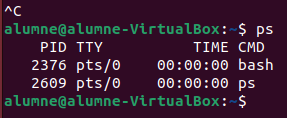 ^C
alumne@alumne-VirtualBox:~$ ps
    PID TTY          TIME CMD
   2376 pts/0    00:00:00 bash
   2609 pts/0    00:00:00 ps
alumne@alumne-VirtualBox:~$